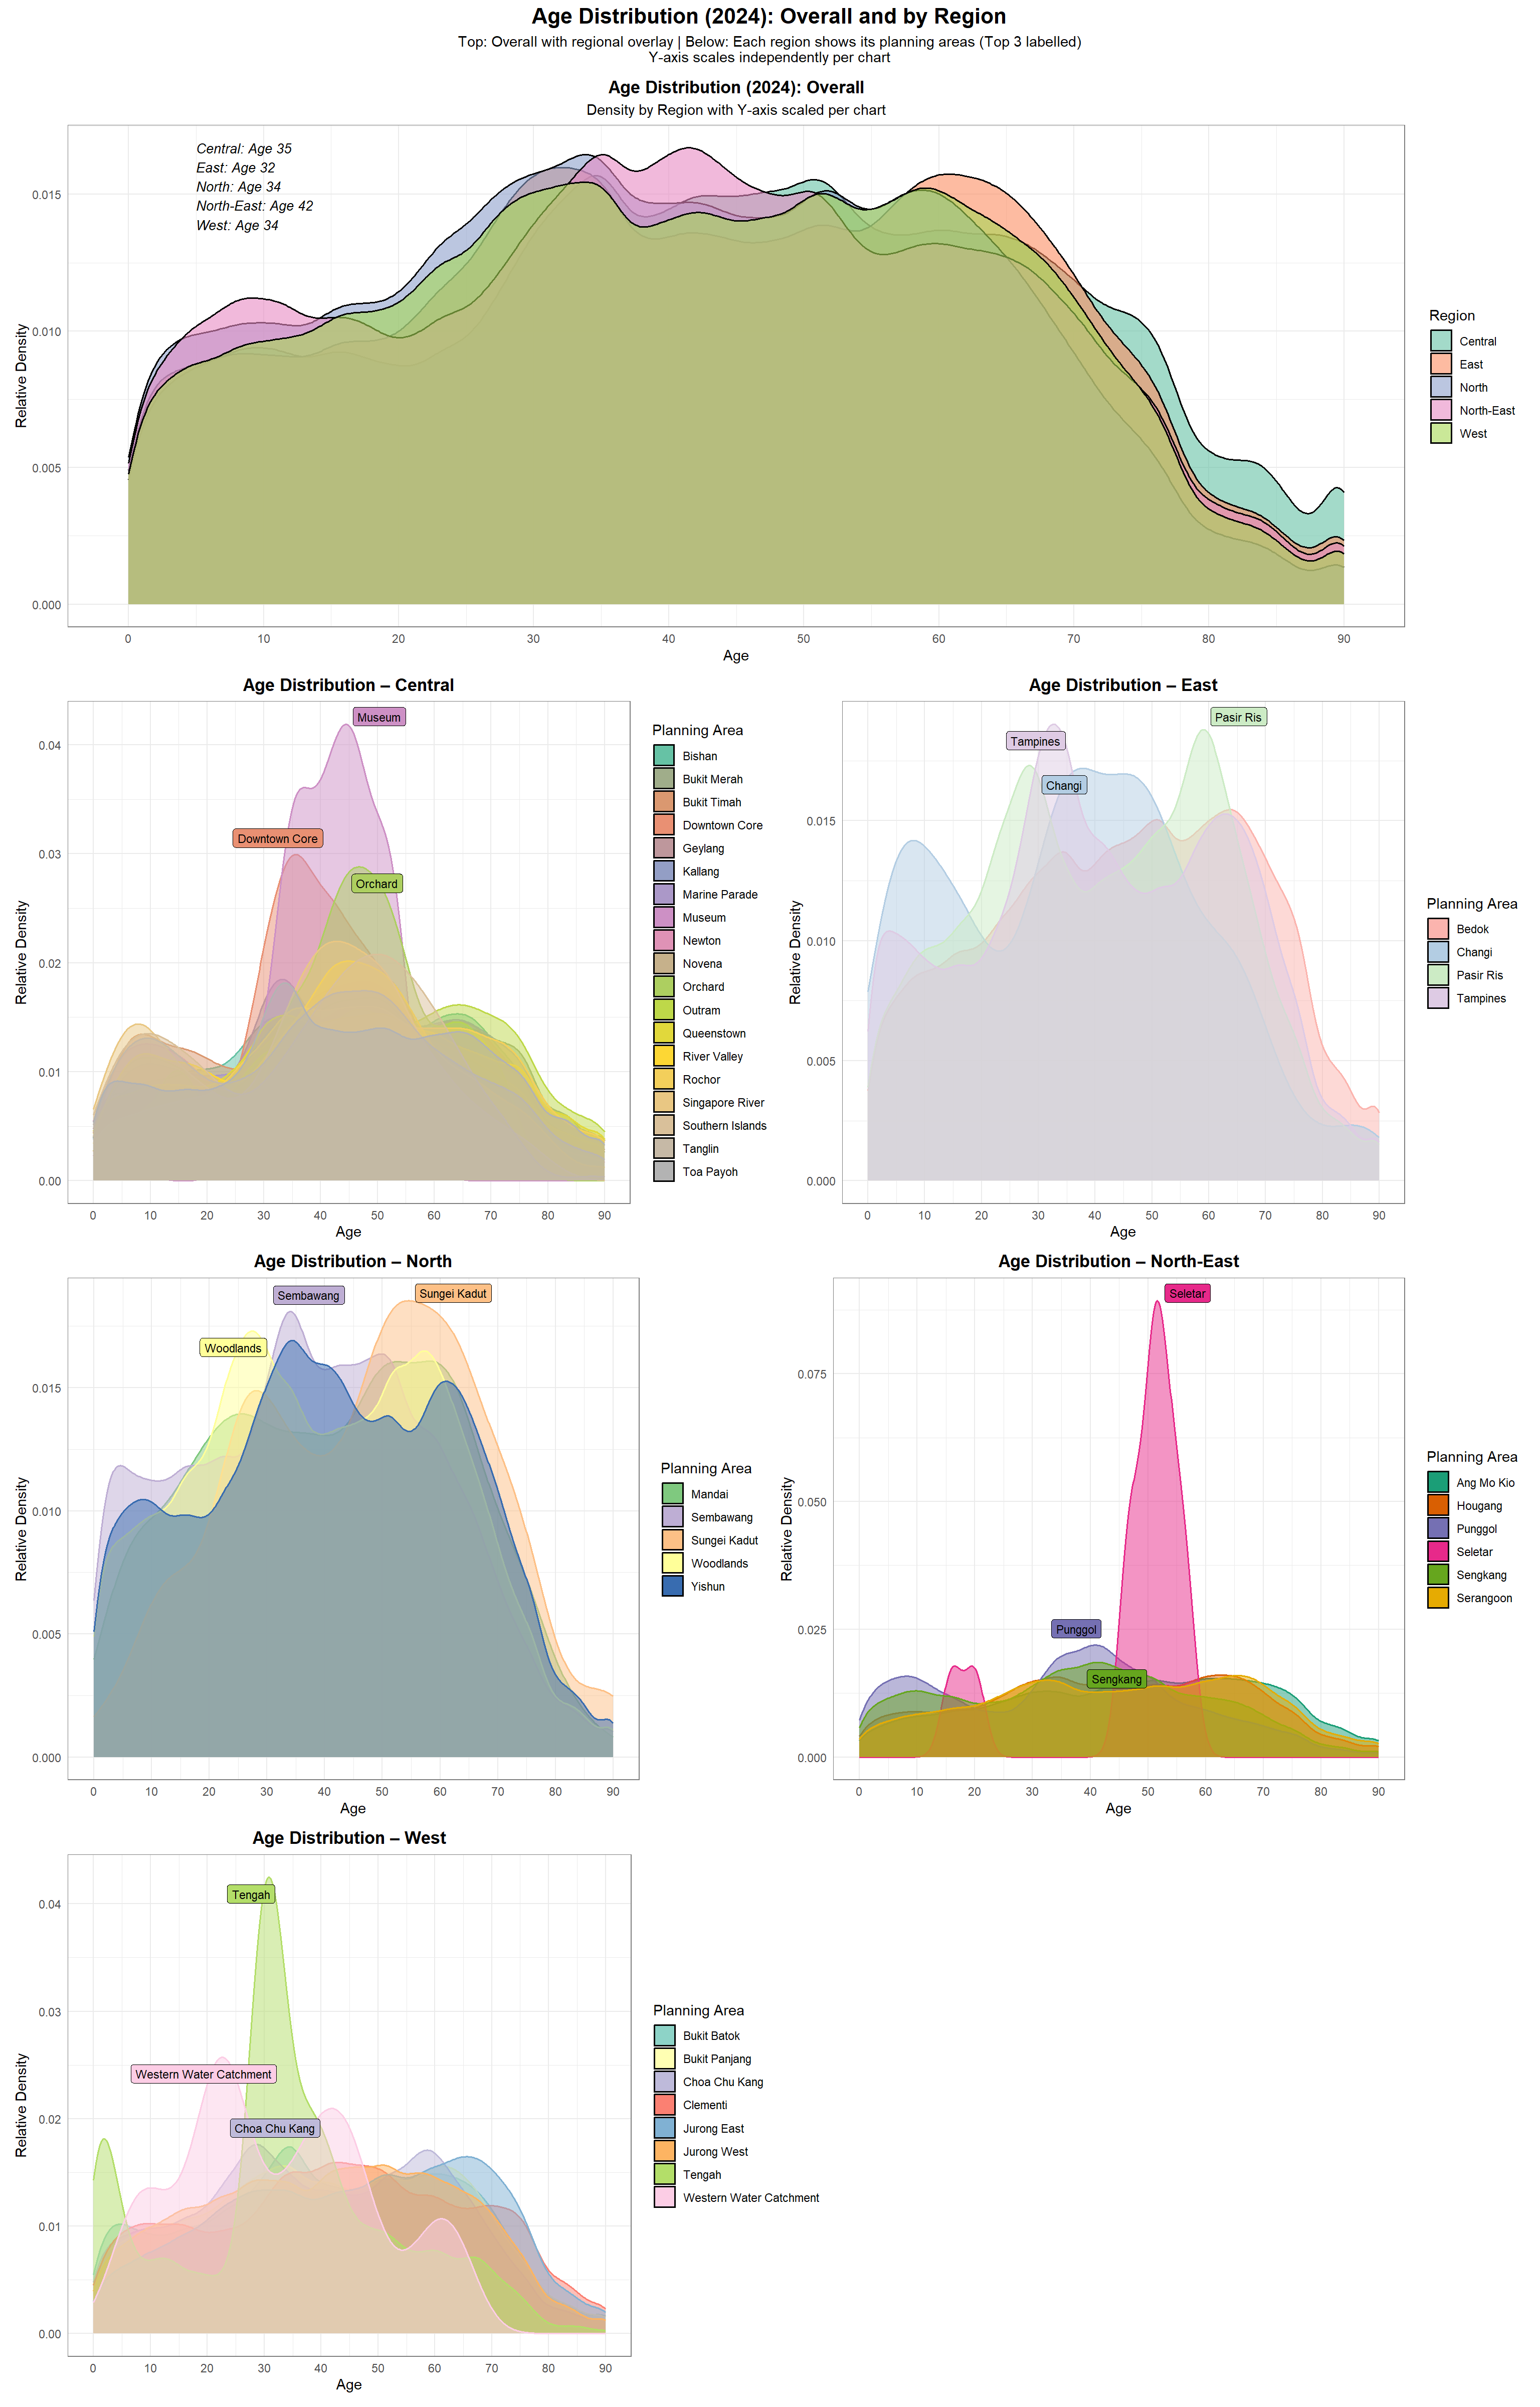 Age Distribution (2024): Overall and by Region
Top: Overall with regional overlay | Below: Each region shows its planning areas (Top 3 labelled)
Y-axis scales independently per chart
Age Distribution (2024): Overall
Density by Region with Y-axis scaled per chart
Central: Age 35
East: Age 32
North: Age 34
North-East: Age 42
West: Age 34
Relative Density
0.015
0.010
0.005
0.000
0 10 20 30 40 50 60 70 80 90
Age
Region
Central
East
North
North-East
West
Age Distribution – Central
Museum
Downtown Core
Orchard
Relative Density
0.04
0.03
0.02
0.01
0.00
0 10 20 30 40 50 60 70 80 90
Age
Planning Area
Bishan
Bukit Merah
Bukit Timah
Downtown Core
Geylang
Kallang
Marine Parade
Museum
Newton
Novena
Orchard
Outram
Queenstown
River Valley
Rochor
Singapore River
Southern Islands
Tanglin
Toa Payoh
Age Distribution – East
Pasir Ris
Tampines
Changi
Relative Density
0.015
0.010
0.005
0.000
0 10 20 30 40 50 60 70 80 90
Age
Planning Area
Bedok
Changi
Pasir Ris
Tampines
Age Distribution – North
Sembawang
Sungei Kadut
Woodlands
Relative Density
0.015
0.010
0.005
0.000
0 10 20 30 40 50 60 70 80 90
Age
Planning Area
Mandai
Sembawang
Sungei Kadut
Woodlands
Yishun
Age Distribution – North-East
Seletar
Punggol
Sengkang
Relative Density
0.075
0.050
0.025
0.000
0 10 20 30 40 50 60 70 80 90
Age
Planning Area
Ang Mo Kio
Hougang
Punggol
Seletar
Sengkang
Serangoon
Age Distribution – West
Tengah
Western Water Catchment
Choa Chu Kang
Relative Density
0.04
0.03
0.02
0.01
0.00
0 10 20 30 40 50 60 70 80 90
Age
Planning Area
Bukit Batok
Bukit Panjang
Choa Chu Kang
Clementi
Jurong East
Jurong West
Tengah
Western Water Catchment